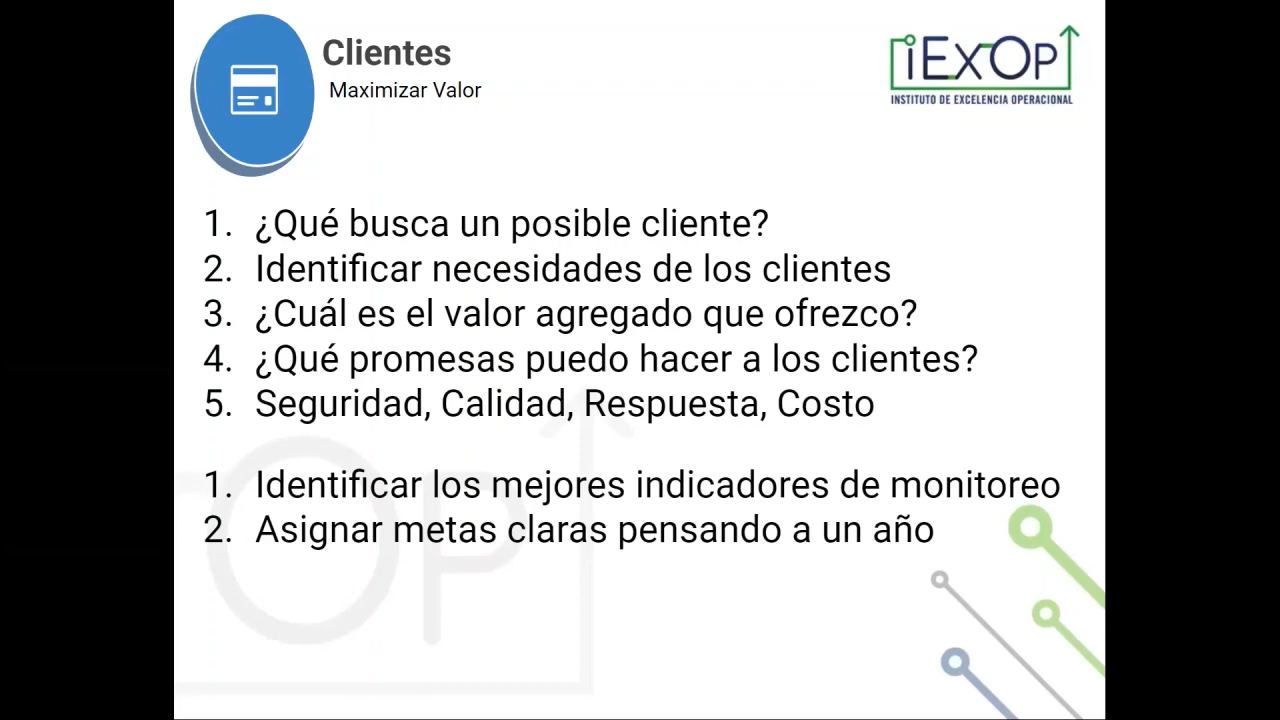 Clientes
Maximizar Valor
iExOP
INSTITUTO DE EXCELENCIA OPERACIONAL
1. ¿Qué busca un posible cliente?
2. Identificar necesidades de los clientes
3. ¿Cuál es el valor agregado que ofrezco?
4. ¿Qué promesas puedo hacer a los clientes?
5. Seguridad, Calidad, Respuesta, Costo
1. Identificar los mejores indicadores de monitoreo
2. Asignar metas claras pensando a un año
OP